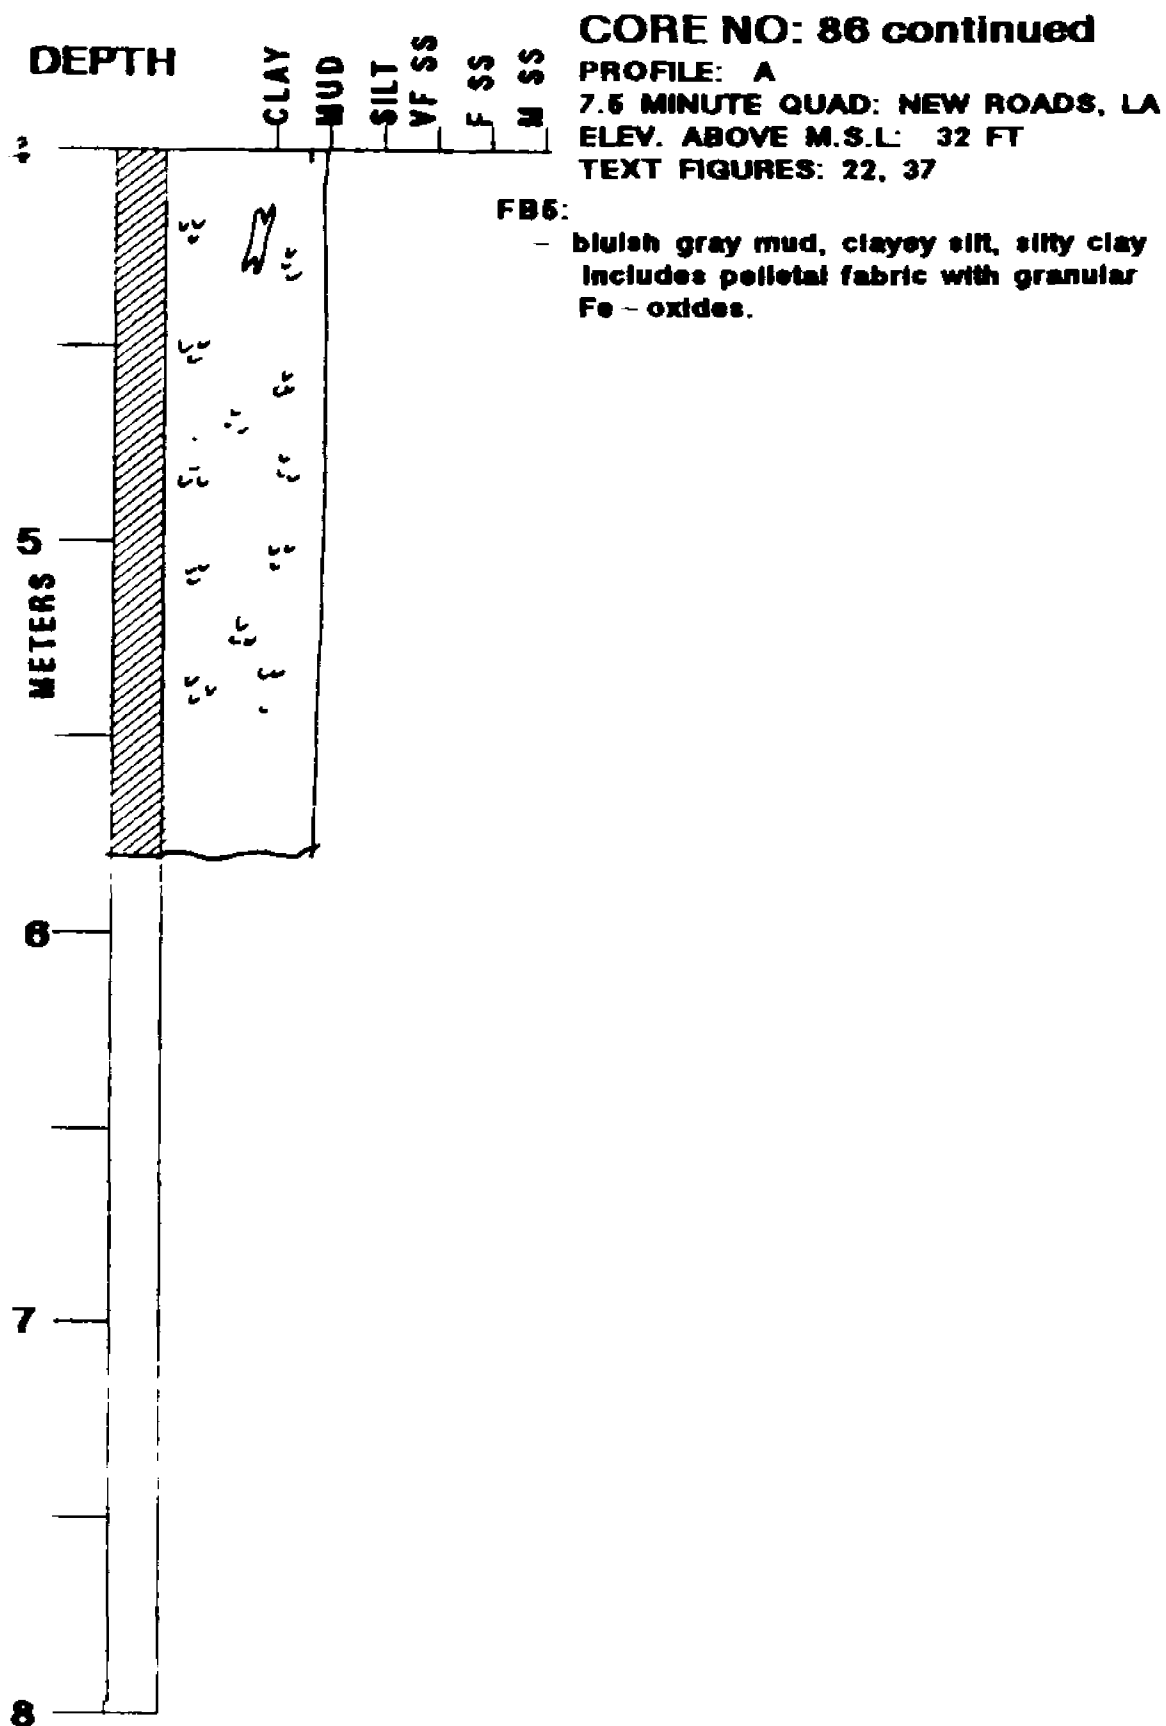 CORE NO: 86 continued
DEPTH
CLAY
MUD
SILT
VF SS
F SS
M SS
PROFILE: A
7.5 MINUTE QUAD: NEW ROADS, LA
ELEV. ABOVE M.S.L: 32 FT
TEXT FIGURES: 22, 37
FB5:
- bluish gray mud, clayey silt, silty clay
includes pelletal fabric with granular
Fe - oxides.
5
METERS
6
7
8